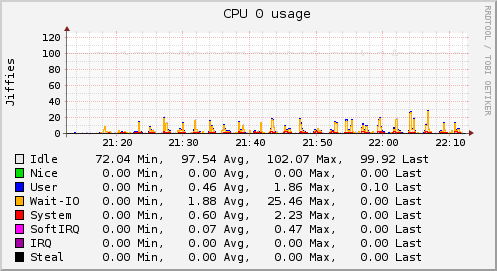 CPU 0 usage
RRDTOOL / TOBI OETIKER
Jiffies
120
100
80
60
40
20
0
21:20 21:30 21:40 21:50 22:00 22:10
Idle 72.04 Min, 97.54 Avg, 102.07 Max, 99.92 Last
Nice 0.00 Min, 0.00 Avg, 0.00 Max, 0.00 Last
User 0.00 Min, 0.46 Avg, 1.86 Max, 0.10 Last
Wait-IO 0.00 Min, 1.88 Avg, 25.46 Max, 0.00 Last
System 0.00 Min, 0.60 Avg, 2.23 Max, 0.00 Last
SoftIRQ 0.00 Min, 0.07 Avg, 0.47 Max, 0.00 Last
IRQ 0.00 Min, 0.00 Avg, 0.00 Max, 0.00 Last
Steal 0.00 Min, 0.00 Avg, 0.00 Max, 0.00 Last